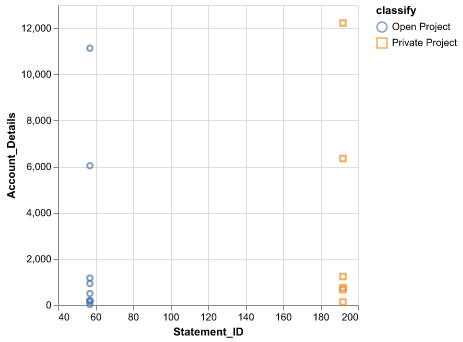 classify
Open Project
Private Project
12,000
10,000
8,000
6,000
4,000
2,000
0
Account_Details
40 60 80 100 120 140 160 180 200
Statement_ID